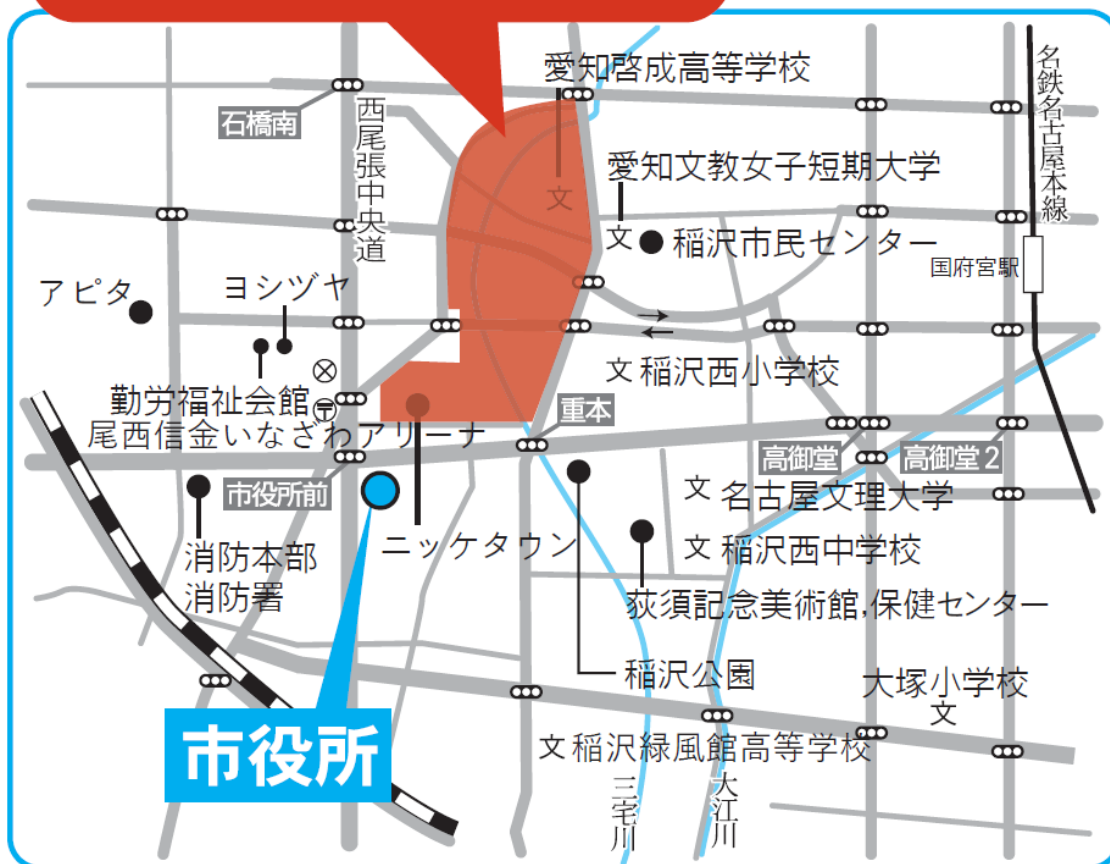 愛知啓成高等学校
名鉄名古屋本線
石橋南
西尾張中央道
愛知文教女子短期大学
文
文
稲沢市民センター
国府宮駅
アピタ
ヨシヅヤ
文 稲沢西小学校
勤労福祉会館
〒
尾西信金いなざわアリーナ
重本
高御堂
高御堂2
市役所前
文 名古屋文理大学
消防本部
消防署
ニッケタウン
文 稲沢西中学校
荻須記念美術館,保健センター
稲沢公園
大塚小学校
文
市役所
文 稲沢緑風館高等学校
三宅川
大江川